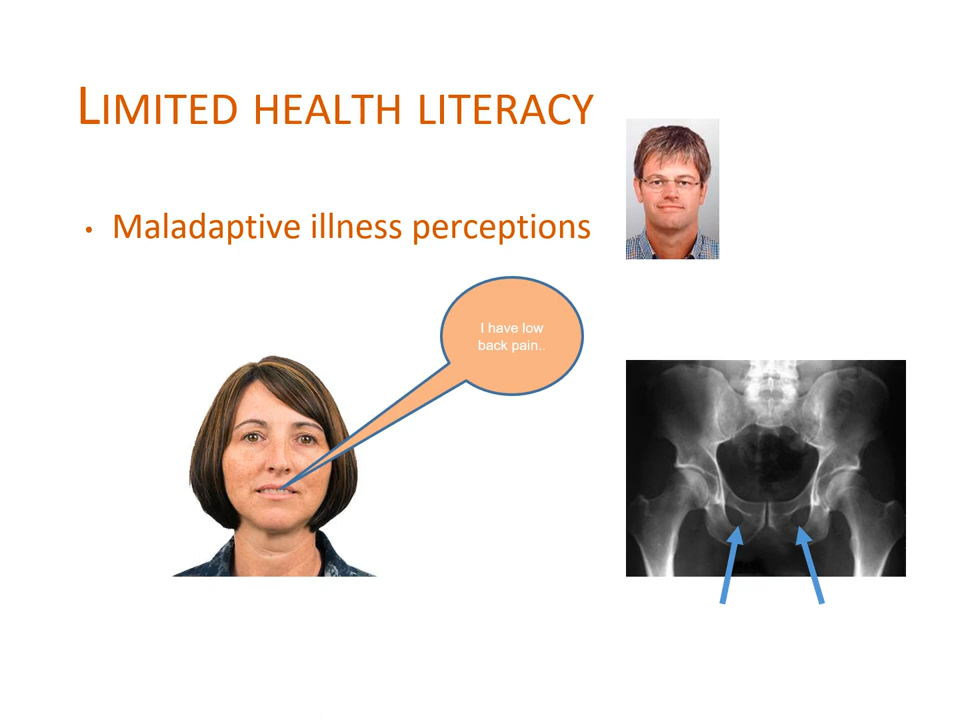 LIMITED HEALTH LITERACY
• Maladaptive illness perceptions
I have low
back pain..